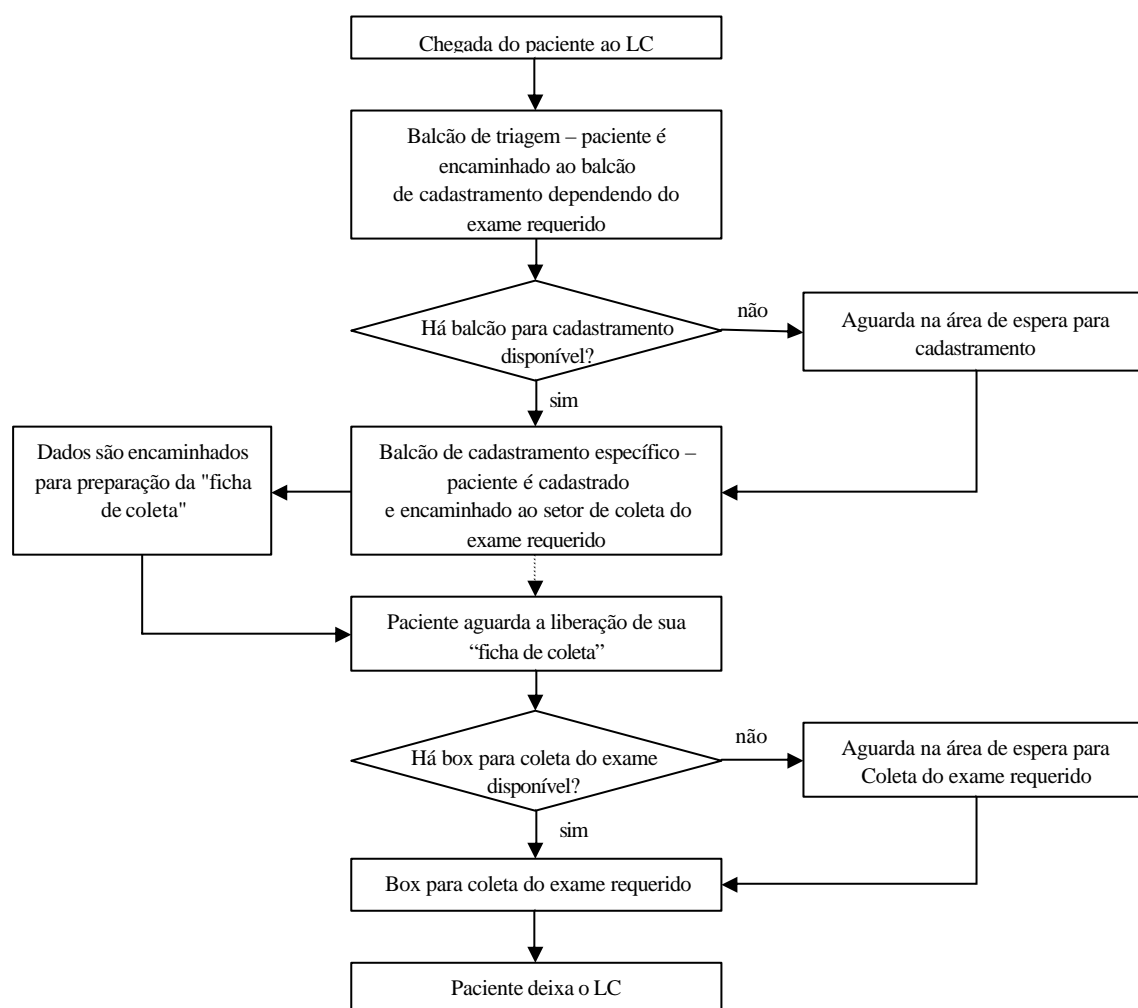 Chegada do paciente ao LC
Balcão de triagem – paciente é
encaminhado ao balcão
de cadastramento dependendo do
exame requerido
não
Há balcão para cadastramento
disponível?
Aguarda na área de espera para
cadastramento
sim
Dados são encaminhados
para preparação da "ficha
de coleta"
Balcão de cadastramento específico –
paciente é cadastrado
e encaminhado ao setor de coleta do
exame requerido
Paciente aguarda a liberação de sua
“ficha de coleta”
não
Há box para coleta do exame
disponível?
Aguarda na área de espera para
Coleta do exame requerido
sim
Box para coleta do exame requerido
Paciente deixa o LC